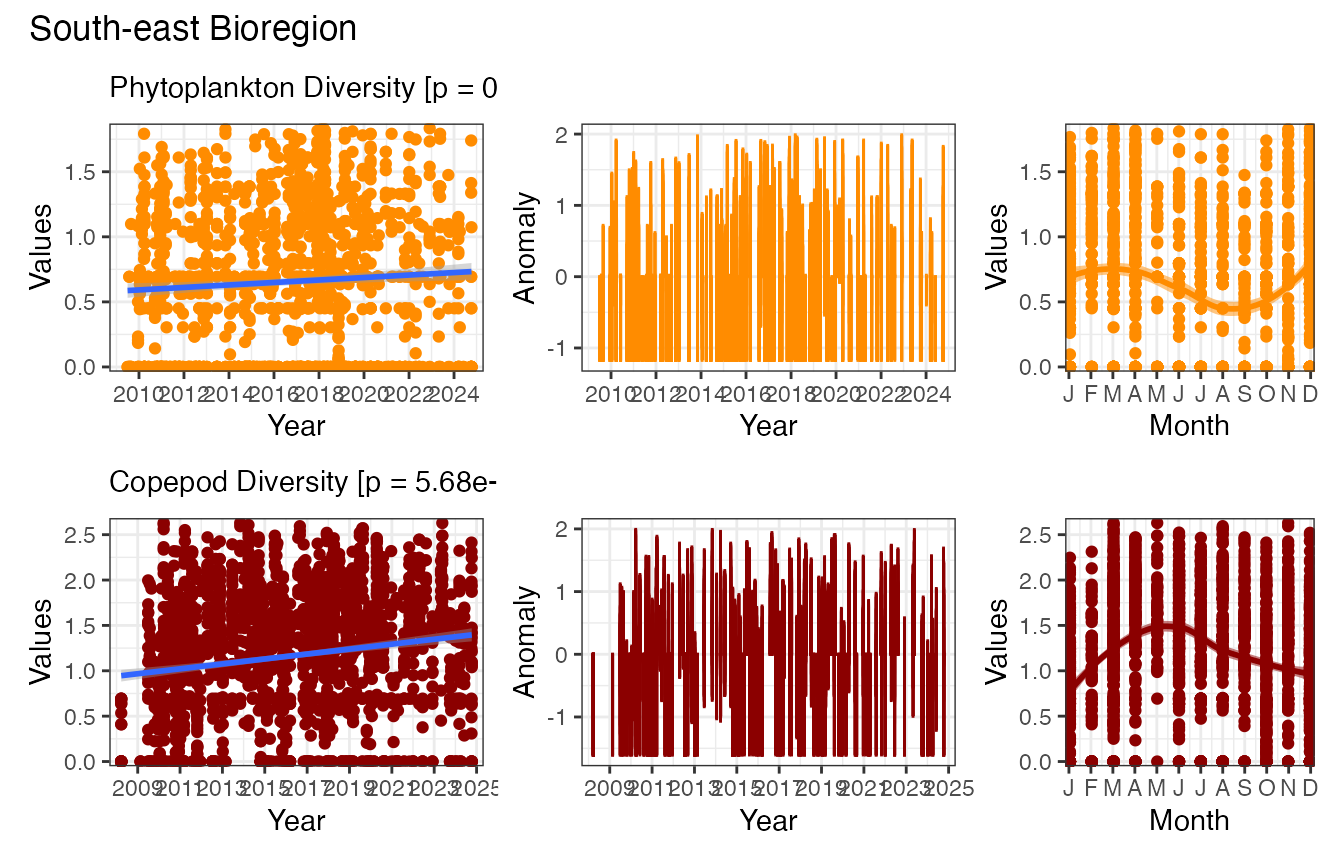 South-east Bioregion
Phytoplankton Diversity [p = 0
Values
1.5
1.0
0.5
0.0
2010 2012 2014 2016 2018 2020 2022 2024
Year
Anomaly
2
1
0
-1
2010 2012 2014 2016 2018 2020 2022 2024
Year
Values
1.5
1.0
0.5
0.0
J F M A M J J A S O N D
Month
Copepod Diversity [p = 5.68e-
Values
2.5
2.0
1.5
1.0
0.5
0.0
2009 2011 2013 2015 2017 2019 2021 2023 2025
Year
Anomaly
2
1
0
-1
2009 2011 2013 2015 2017 2019 2021 2023 2025
Year
Values
2.5
2.0
1.5
1.0
0.5
0.0
J F M A M J J A S O N D
Month